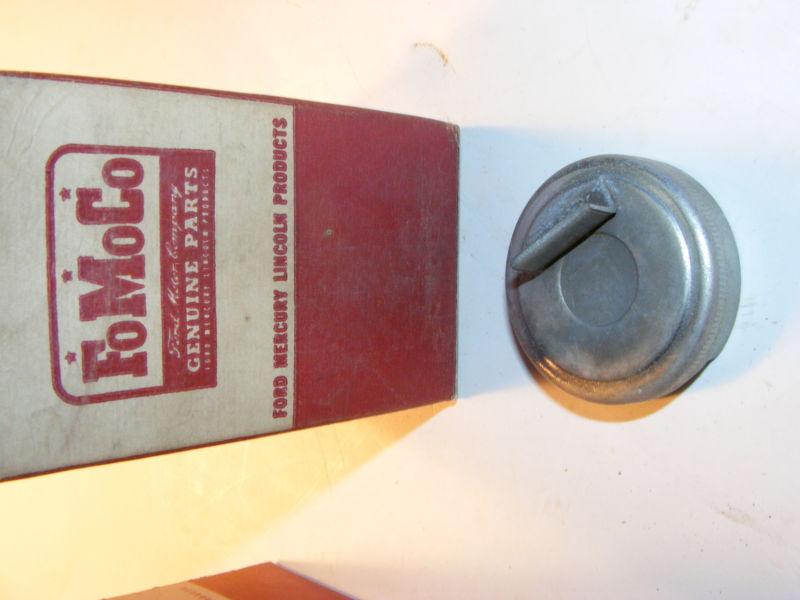 FoMoCo
Ford Motor Company
GENUINE PARTS
FORD MERCURY LINCOLN PRODUCTS
FORD MERCURY LINCOLN PRODUCTS